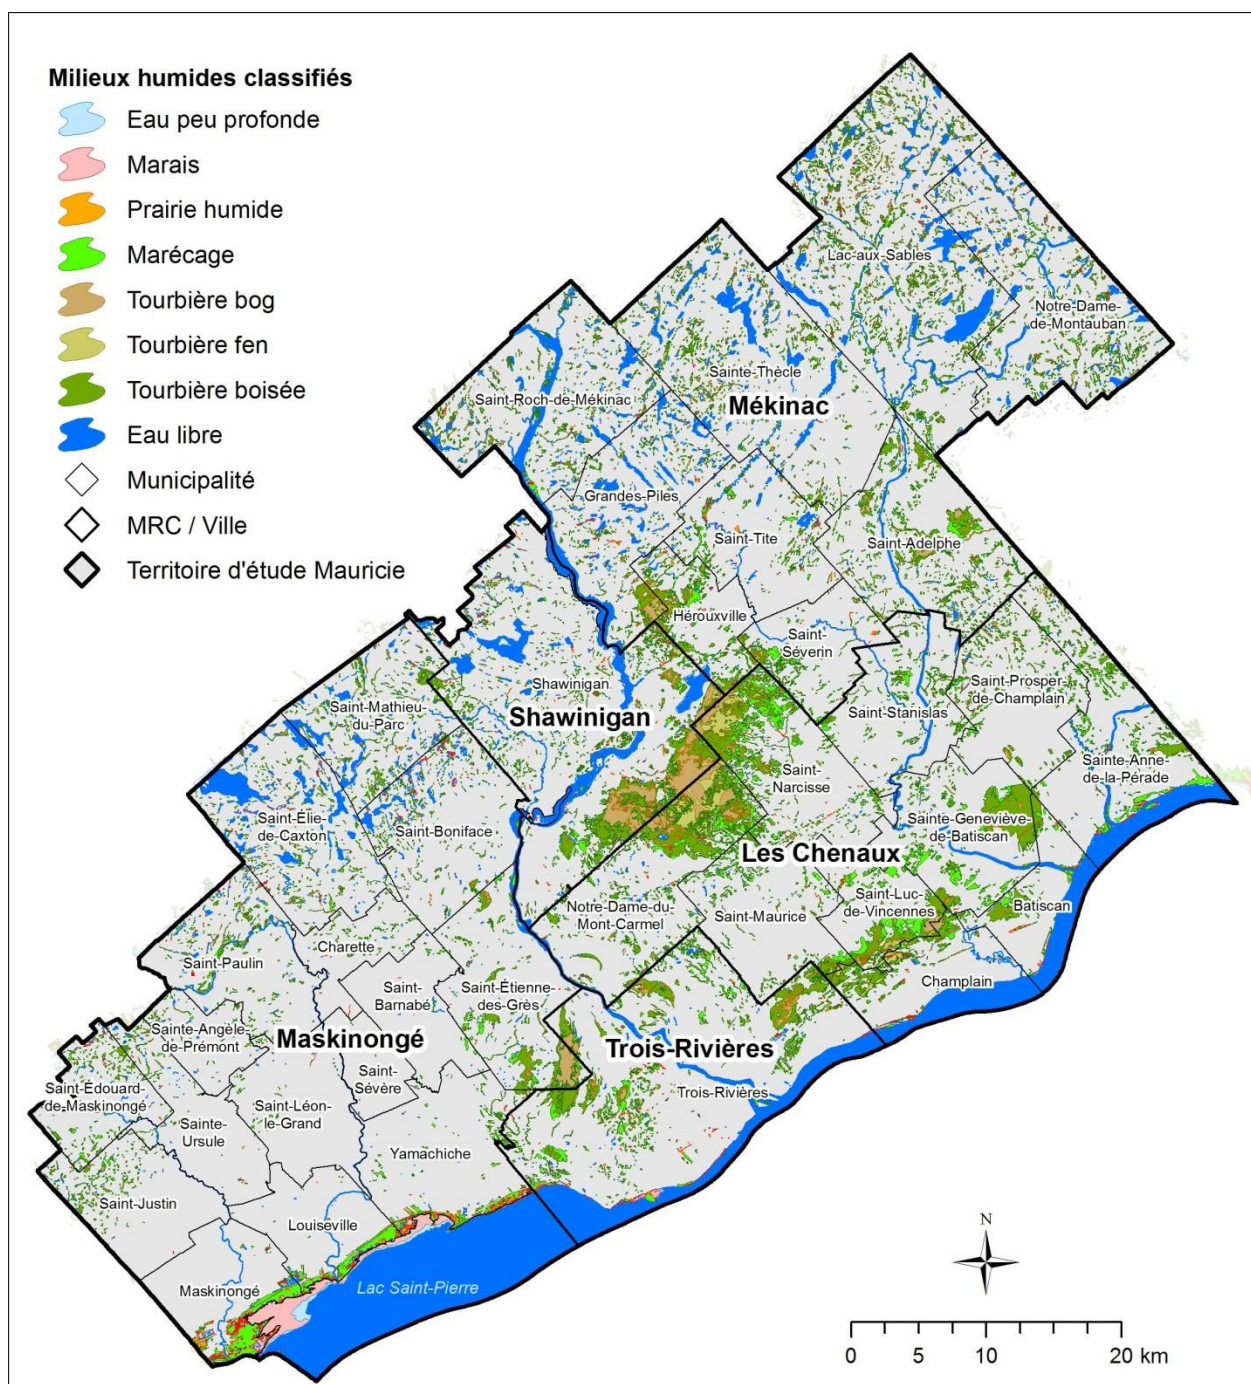 Milieux humides classifiés
Eau peu profonde
Marais
Prairie humide
Marécage
Tourbière bog
Tourbière fen
Tourbière boisée
Eau libre
Municipalité
MRC / Ville
Territoire d'étude Mauricie
Lac-aux-Sables
Notre-Dame-
de-Montauban
Sainte-Thècle
Saint-Roch-de-Mékinac
Mékinac
Grandes-Piles
Saint-Tite
Saint-Adelphe
Hérouxville
Saint-
Séverin
Shawinigan
Saint-Prosper-
de-Champlain
Saint-Mathieu-
du-Parc
Shawinigan
Saint-Stanislas
Sainte-Anne-
de-la-Pérade
Saint-
Narcisse
Saint-Élie-
de-Caxton
Saint-Boniface
Sainte-Geneviève-
de-Batiscan
Les Chenaux
Notre-Dame-du-
Mont-Carmel
Saint-Maurice
Saint-Luc-
de-Vincennes
Batiscan
Charette
Saint-Paulin
Saint-
Barnabé
Saint-Étienne-
des-Grès
Champlain
Sainte-Angèle-
de-Prémont
Maskinongé
Trois-Rivières
Saint-
Sévère
Saint-Édouard-
de-Maskinongé
Trois-Rivières
Saint-Léon-
le-Grand
Sainte-
Ursule
Yamachiche
Saint-Justin
Louiseville
Maskinongé
Lac Saint-Pierre
N
0 5 10 20 km